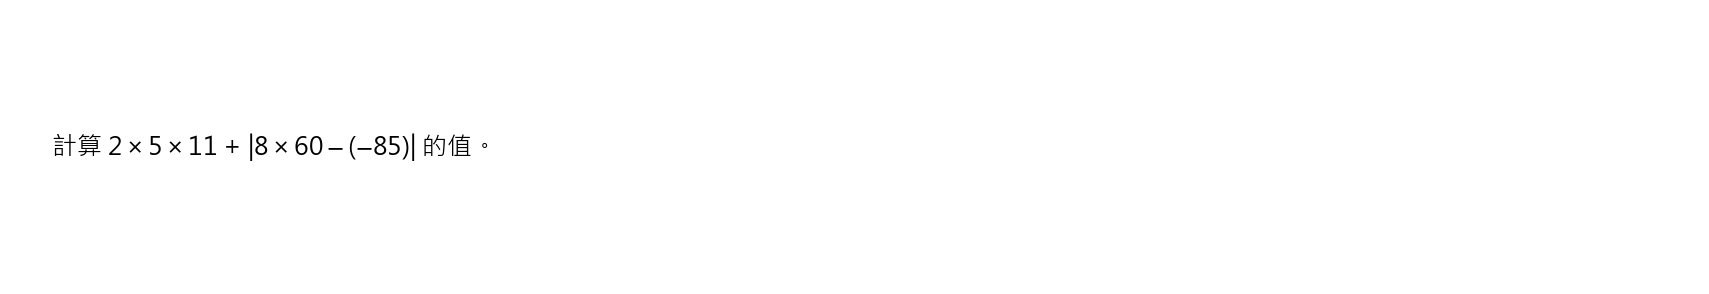 計算 2 × 5 × 11 + |8 × 60 – (–85)| 的值。